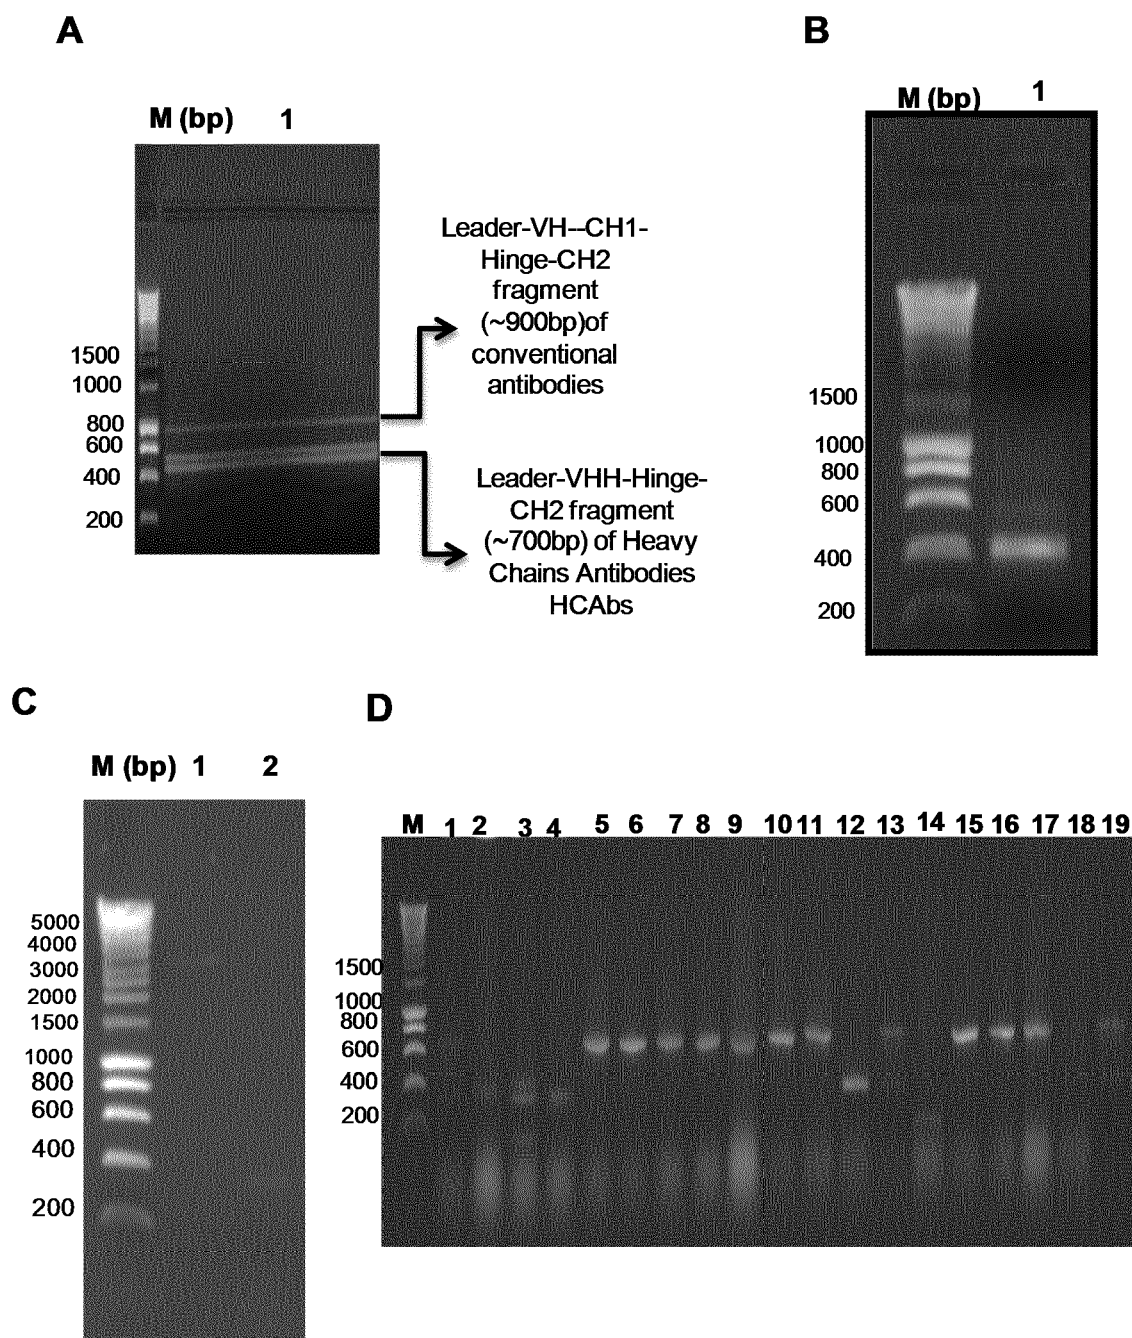 A
M (bp) 1
1500
1000
800
600
400
200
Leader-VH--CH1-
Hinge-CH2
fragment
(~900bp)of
conventional
antibodies
Leader-VHH-Hinge-
CH2 fragment
(~700bp) of Heavy
Chains Antibodies
HCAbs
B
M (bp) 1
1500
1000
800
600
400
200
C
M (bp) 1 2
5000
4000
3000
2000
1500
1000
800
600
400
200
D
M 1 2 3 4 5 6 7 8 9 10 11 12 13 14 15 16 17 18 19
1500
1000
800
600
400
200